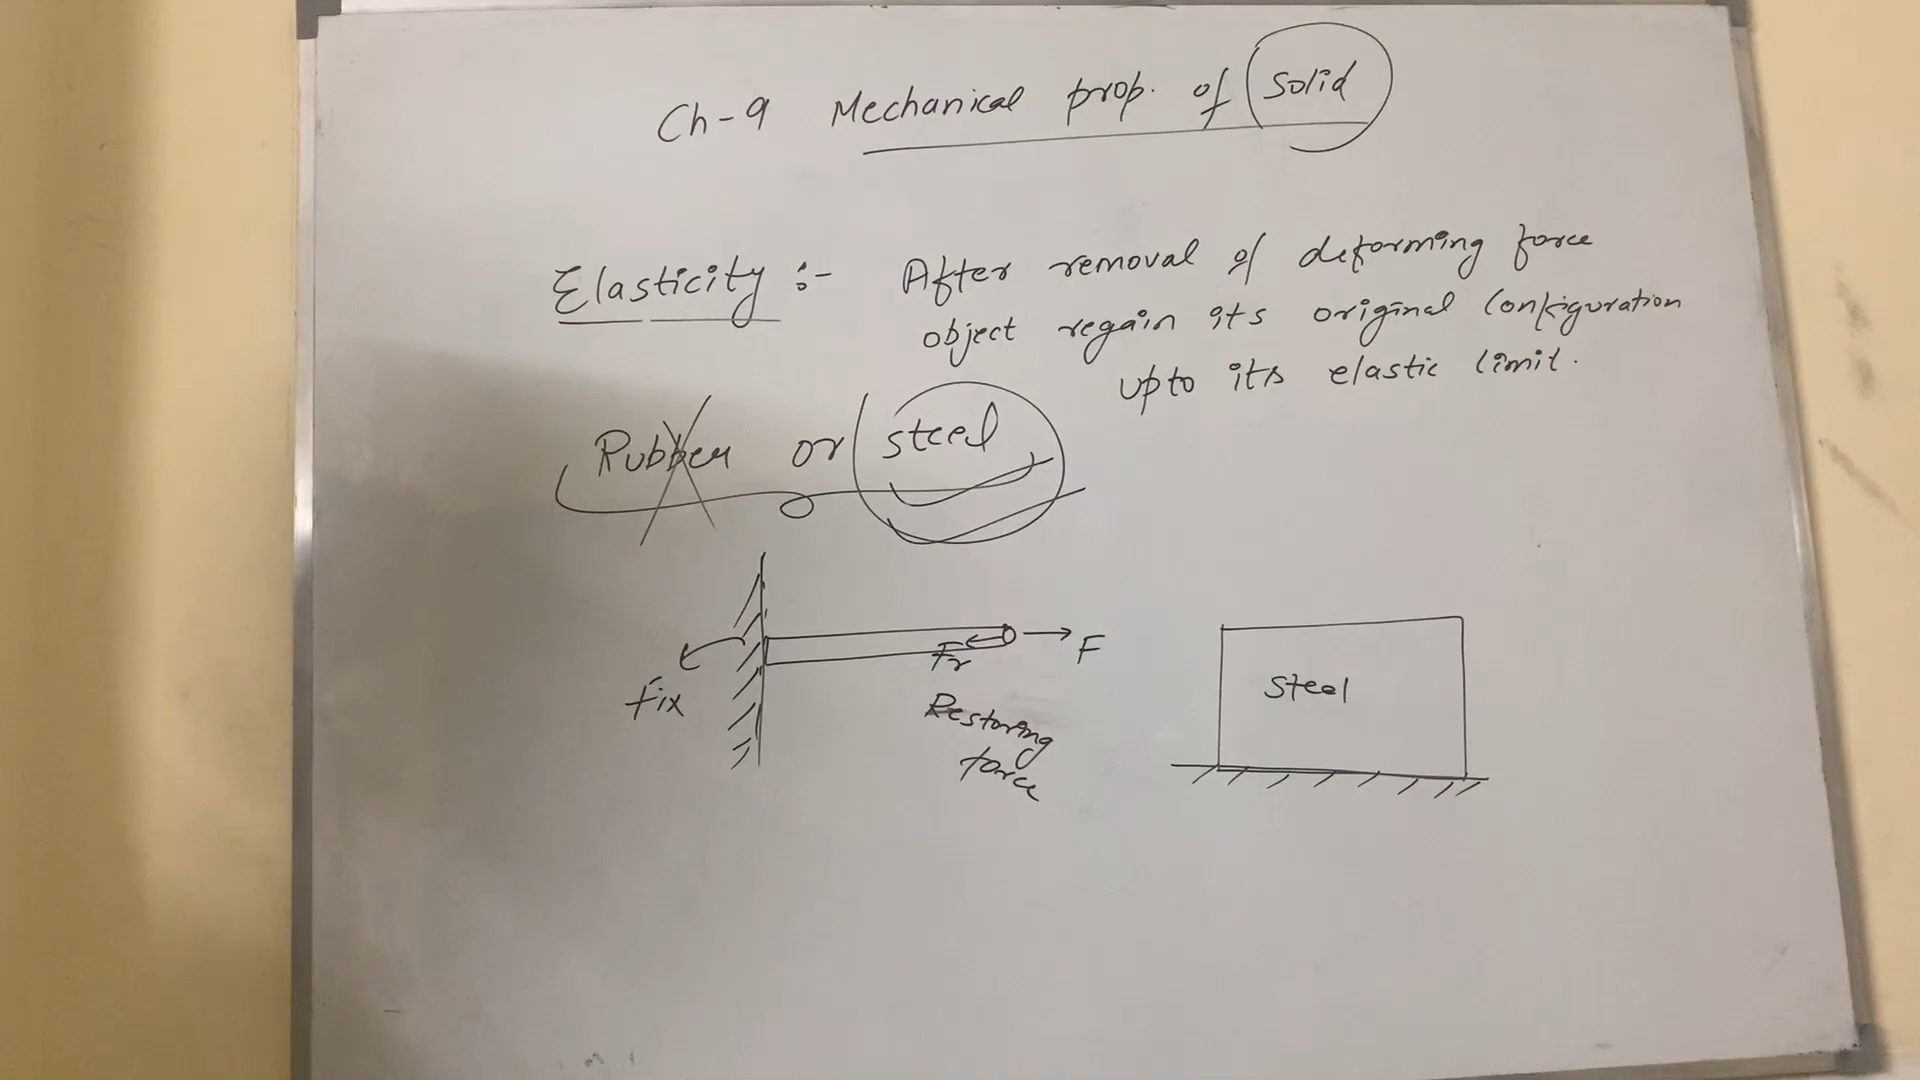 Ch-9 Mechanical prop. of Solid
Elasticity :- After removal of deforming force
object regain its original Configuration
upto its elastic limit.
Rubber or steel
Fr
F
Fix
Restoring
force
Steel